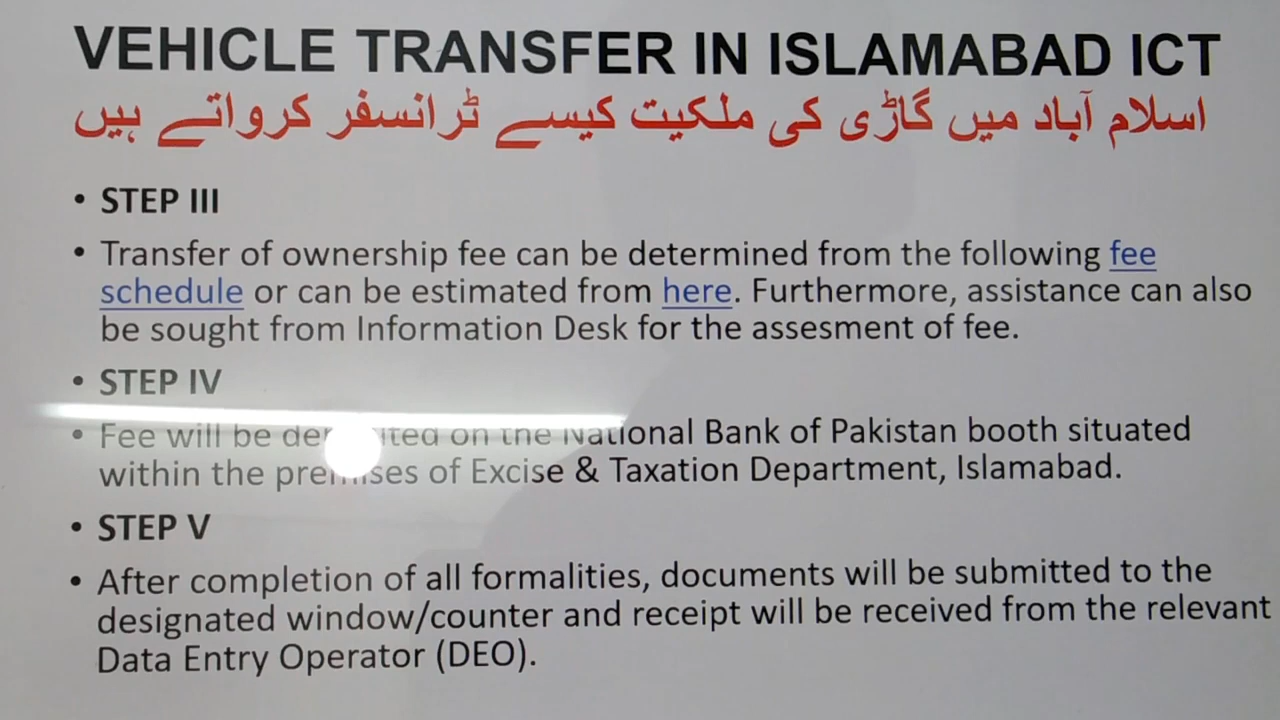 VEHICLE TRANSFER IN ISLAMABAD ICT
اسلام آباد میں گاڑی کی ملکیت کیسے ٹرانسفر کرواتے ہیں
• STEP III
• Transfer of ownership fee can be determined from the following fee
schedule or can be estimated from here. Furthermore, assistance can also
be sought from Information Desk for the assesment of fee.
• STEP IV
• Fee will be on the National Bank of Pakistan booth situated
within the premises of Excise & Taxation Department, Islamabad.
• STEP V
• After completion of all formalities, documents will be submitted to the
designated window/counter and receipt will be received from the relevant
Data Entry Operator (DEO).